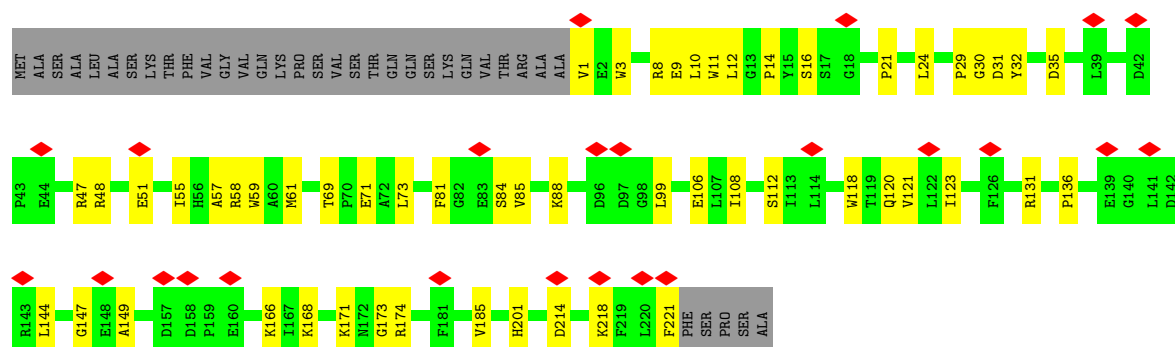 MET ALA SER ALA LEU ALA SER LYS THR PHE VAL GLY VAL GLN LYS PRO SER VAL SER THR GLN GLN SER LYS GLN VAL THR ARG ALA ALA V1 E2 W3 R8 E9 L10 W11 L12 G13 P14 Y15 S16 S17 G18 P21 L24 P29 G30 D31 Y32 D35 L39 D42
P43 E44 R47 R48 E51 I55 H56 A57 R58 W59 A60 M61 T69 P70 E71 A72 L73 F81 G82 E83 S84 V85 K88 D96 D97 G98 L99 E106 L107 I108 S112 I113 L114 W118 T119 Q120 V121 L122 I123 F126 R131 P136 E139 G140 L141 D142
R143 L144 G147 E148 A149 D157 D158 P159 E160 K166 I167 K168 K171 N172 G173 R174 F181 V185 H201 D214 K218 F219 L220 F221 PHE SER PRO SER ALA